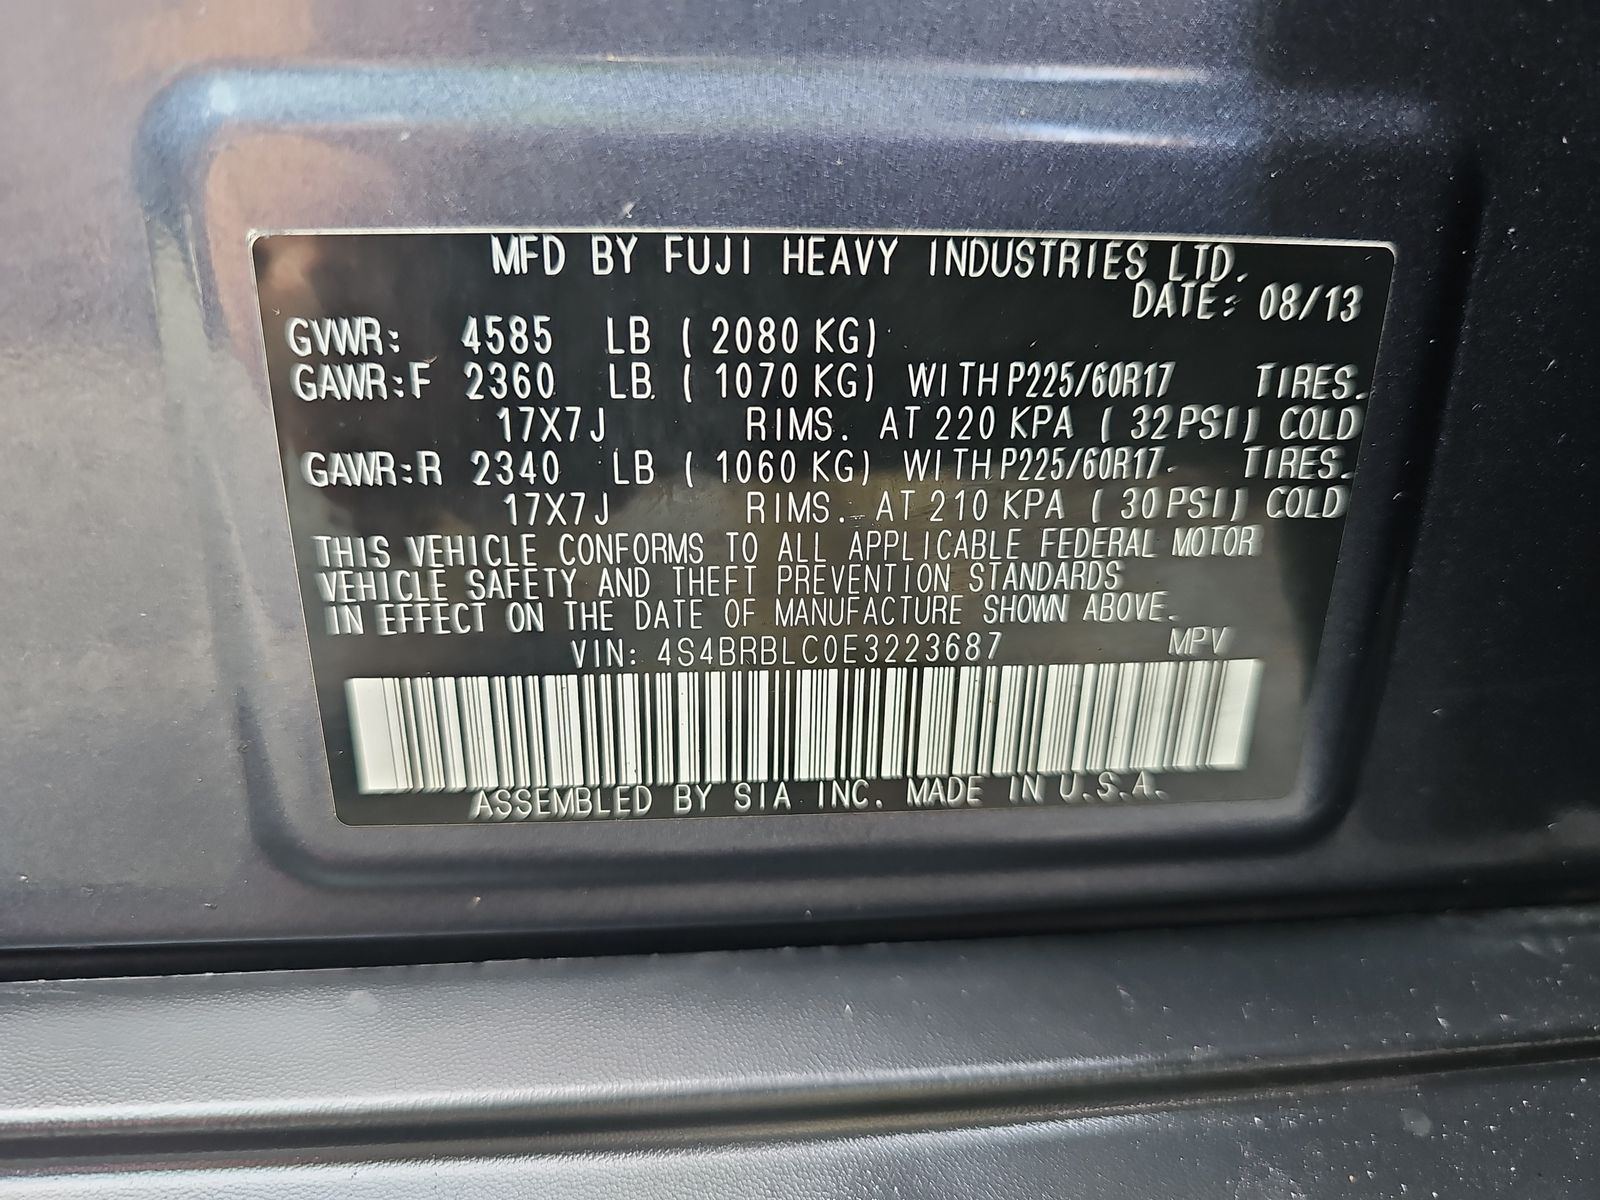 MFD BY FUJI HEAVY INDUSTRIES LTD.
DATE: 08/13
GVWR: 4585 LB ( 2080 KG)
GAWR:F 2360 LB ( 1070 KG) WITH P225/60R17 TIRES.
17X7J RIMS. AT 220 KPA ( 32PSI) COLD
GAWR:R 2340 LB ( 1060 KG) WITH P225/60R17 TIRES.
17X7J RIMS. AT 210 KPA ( 30PSI) COLD
THIS VEHICLE CONFORMS TO ALL APPLICABLE FEDERAL MOTOR
VEHICLE SAFETY AND THEFT PREVENTION STANDARDS
IN EFFECT ON THE DATE OF MANUFACTURE SHOWN ABOVE.
VIN: 4S4BRBLC0E3223687 MPV
ASSEMBLED BY SIA INC. MADE IN U.S.A.